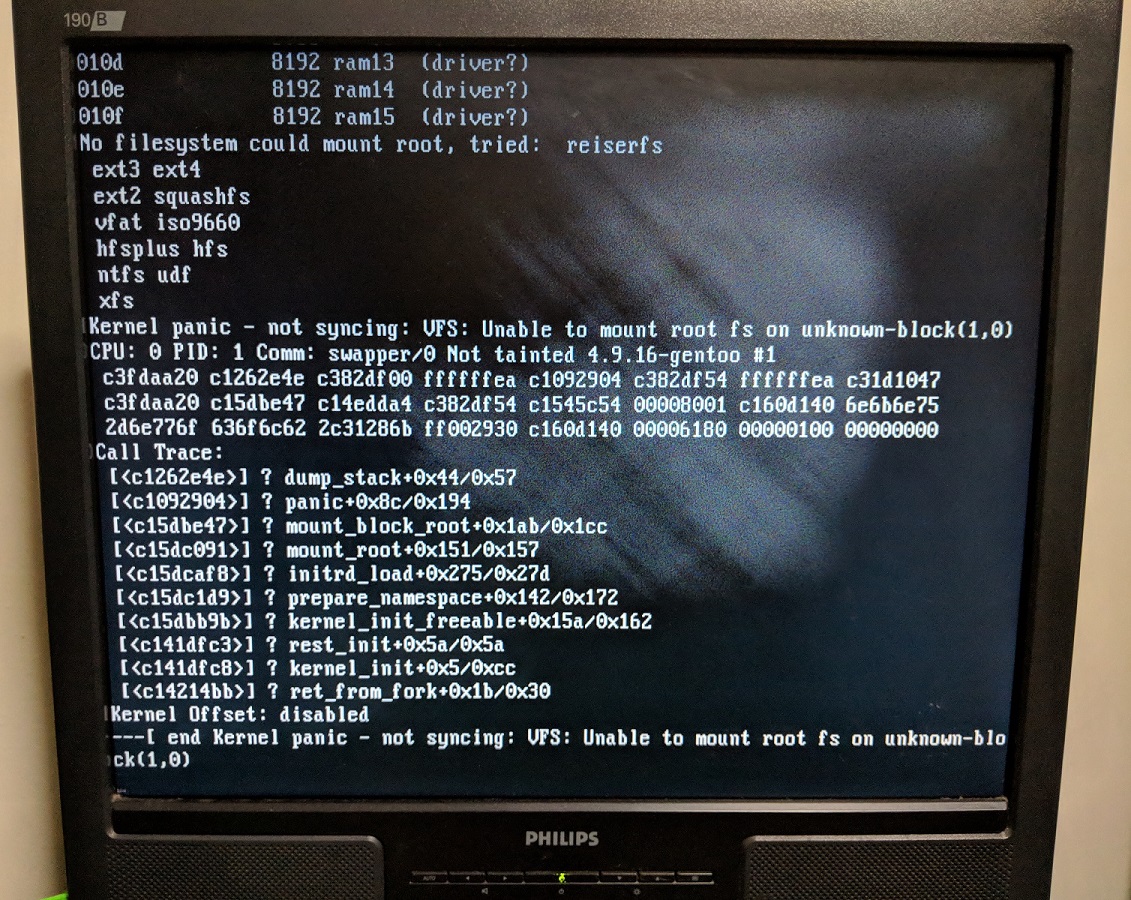 190 B
010d 8192 ram13 (driver?)
010e 8192 ram14 (driver?)
010f 8192 ram15 (driver?)
No filesystem could mount root, tried: reiserfs
ext3 ext4
ext2 squashfs
vfat iso9660
hfsplus hfs
ntfs udf
xfs
Kernel panic - not syncing: VFS: Unable to mount root fs on unknown-block(1,0)
CPU: 0 PID: 1 Comm: swapper/0 Not tainted 4.9.16-gentoo #1
c3fdaa20 c1262e4e c382df00 ffffffea c1092904 c382df54 ffffffea c31d1047
c3fdaa20 c15dbe47 c14edda4 c382df54 c1545c54 00008001 c160d140 6e6b6e75
2d6e776f 636f6c62 2c31286b ff002930 c160d140 00006180 00000100 00000000
Call Trace:
[<c1262e4e>] ? dump_stack+0x44/0x57
[<c1092904>] ? panic+0x8c/0x194
[<c15dbe47>] ? mount_block_root+0x1ab/0x1cc
[<c15dc091>] ? mount_root+0x151/0x157
[<c15dcaf8>] ? initrd_load+0x275/0x27d
[<c15dc1d9>] ? prepare_namespace+0x142/0x172
[<c15dbb9b>] ? kernel_init_freeable+0x15a/0x162
[<c141dfc3>] ? rest_init+0x5a/0x5a
[<c141dfc8>] ? kernel_init+0x5/0xcc
[<c14214bb>] ? ret_from_fork+0x1b/0x30
Kernel Offset: disabled
---[ end Kernel panic - not syncing: VFS: Unable to mount root fs on unknown-blo
ck(1,0)
PHILIPS
AUTO